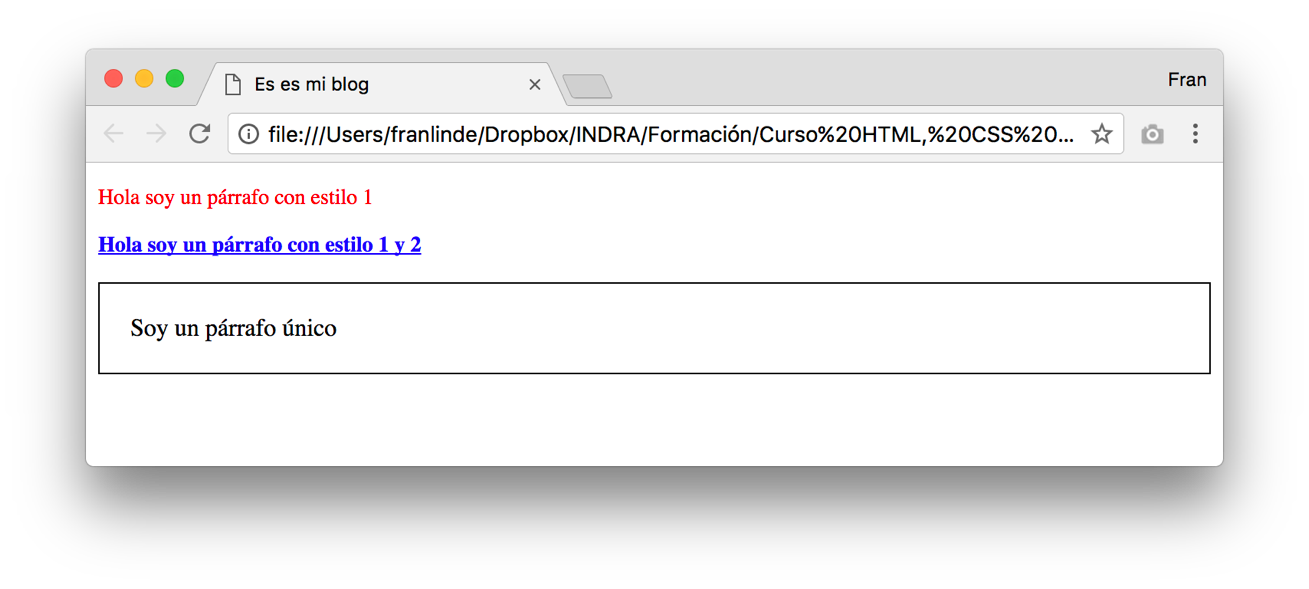 Es es mi blog
Fran
file:///Users/franlinde/Dropbox/INDRA/Formación/Curso%20HTML,%20CSS%20...
Hola soy un párrafo con estilo 1
Hola soy un párrafo con estilo 1 y 2
Soy un párrafo único